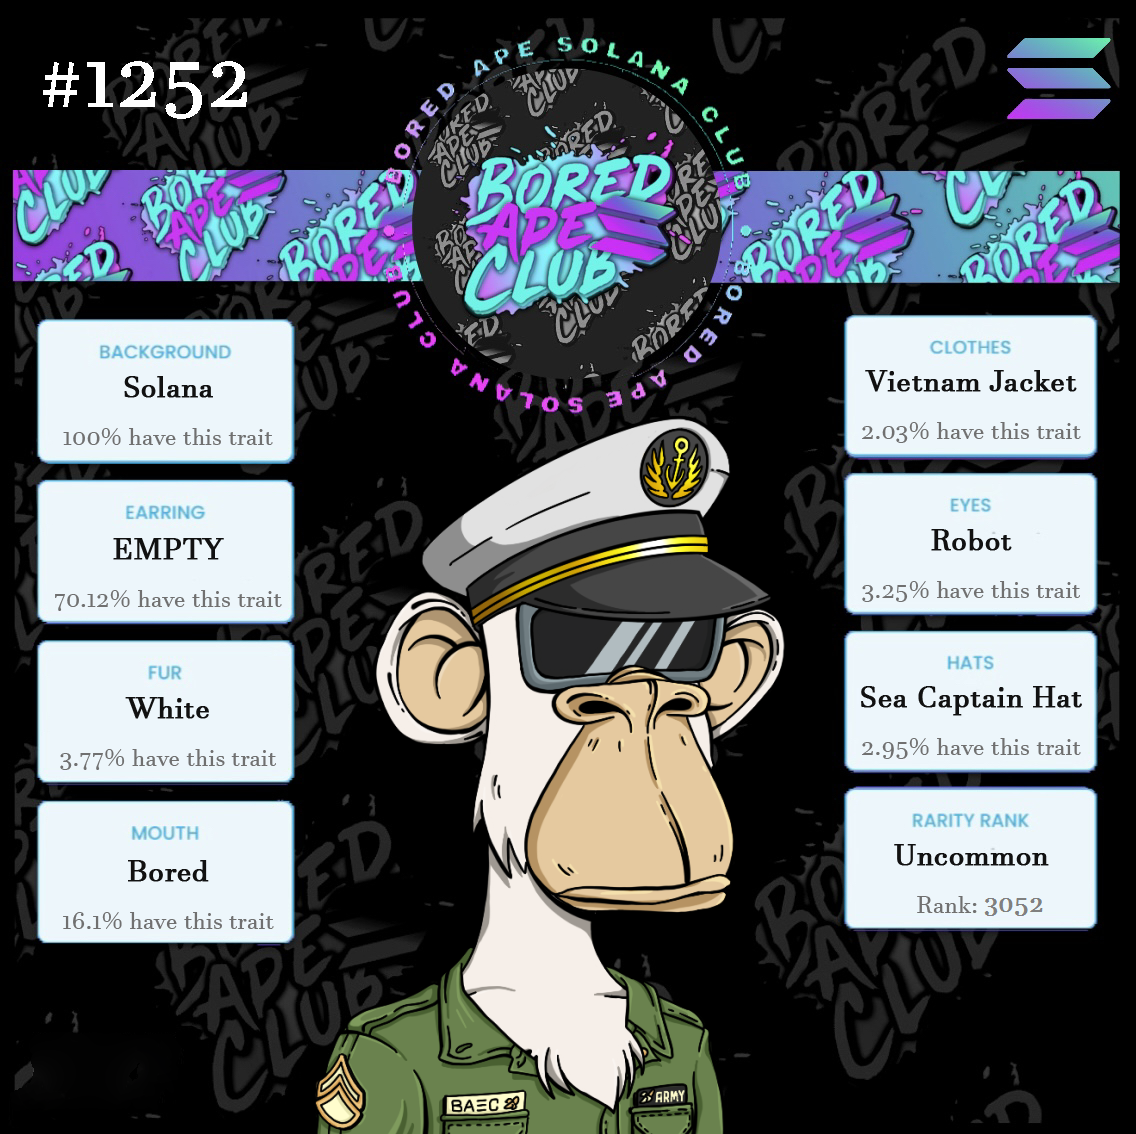 #1252
BORED APE SOLANA CLUB
BORED APE SOLANA CLUB
BORED
APE
CLUB
BACKGROUND
Solana
100% have this trait
EARRING
EMPTY
70.12% have this trait
FUR
White
3.77% have this trait
MOUTH
Bored
16.1% have this trait
CLOTHES
Vietnam Jacket
2.03% have this trait
EYES
Robot
3.25% have this trait
HATS
Sea Captain Hat
2.95% have this trait
RARITY RANK
Uncommon
Rank: 3052
ARMY